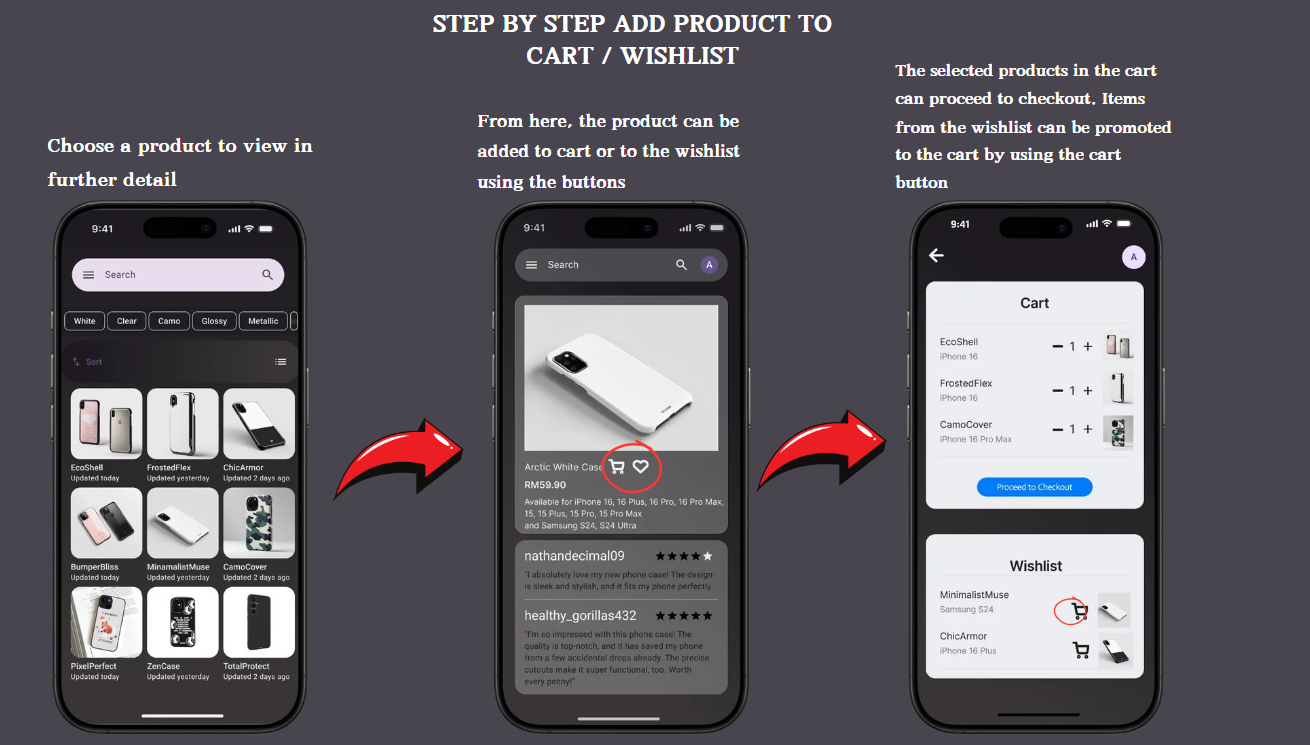 STEP BY STEP ADD PRODUCT TO
CART / WISHLIST
Choose a product to view in
further detail
9:41
Search
White
Clear
Camo
Glossy
Metallic
Sort
EcoShell
Updated today
FrostedFlex
Updated yesterday
ChicArmor
Updated 2 days ago
BumperBliss
Updated today
MinamalistMuse
Updated yesterday
CamoCover
Updated 2 days ago
PixelPerfect
Updated today
ZenCase
Updated yesterday
TotalProtect
Updated 2 days ago
From here, the product can be
added to cart or to the wishlist
using the buttons
9:41
Search
A
Arctic White Case
RM59.90
Available for iPhone 16, 16 Plus, 16 Pro, 16 Pro Max,
15, 15 Plus, 15 Pro, 15 Pro Max
and Samsung S24, S24 Ultra
nathandecimal09
"I absolutely love my new phone case! The design
is sleek and stylish, and it fits my phone perfectly.
healthy_gorillas432
"I'm so impressed with this phone case! The
quality is top-notch, and it has saved my phone
from a few accidental drops already. The precise
cutouts make it super functional, too. Worth
every penny!"
The selected products in the cart
can proceed to checkout. Items
from the wishlist can be promoted
to the cart by using the cart
button
9:41
A
Cart
EcoShell
iPhone 16
1
FrostedFlex
iPhone 16
1
CamoCover
iPhone 16 Pro Max
1
Proceed to Checkout
Wishlist
MinimalistMuse
Samsung S24
ChicArmor
iPhone 16 Plus